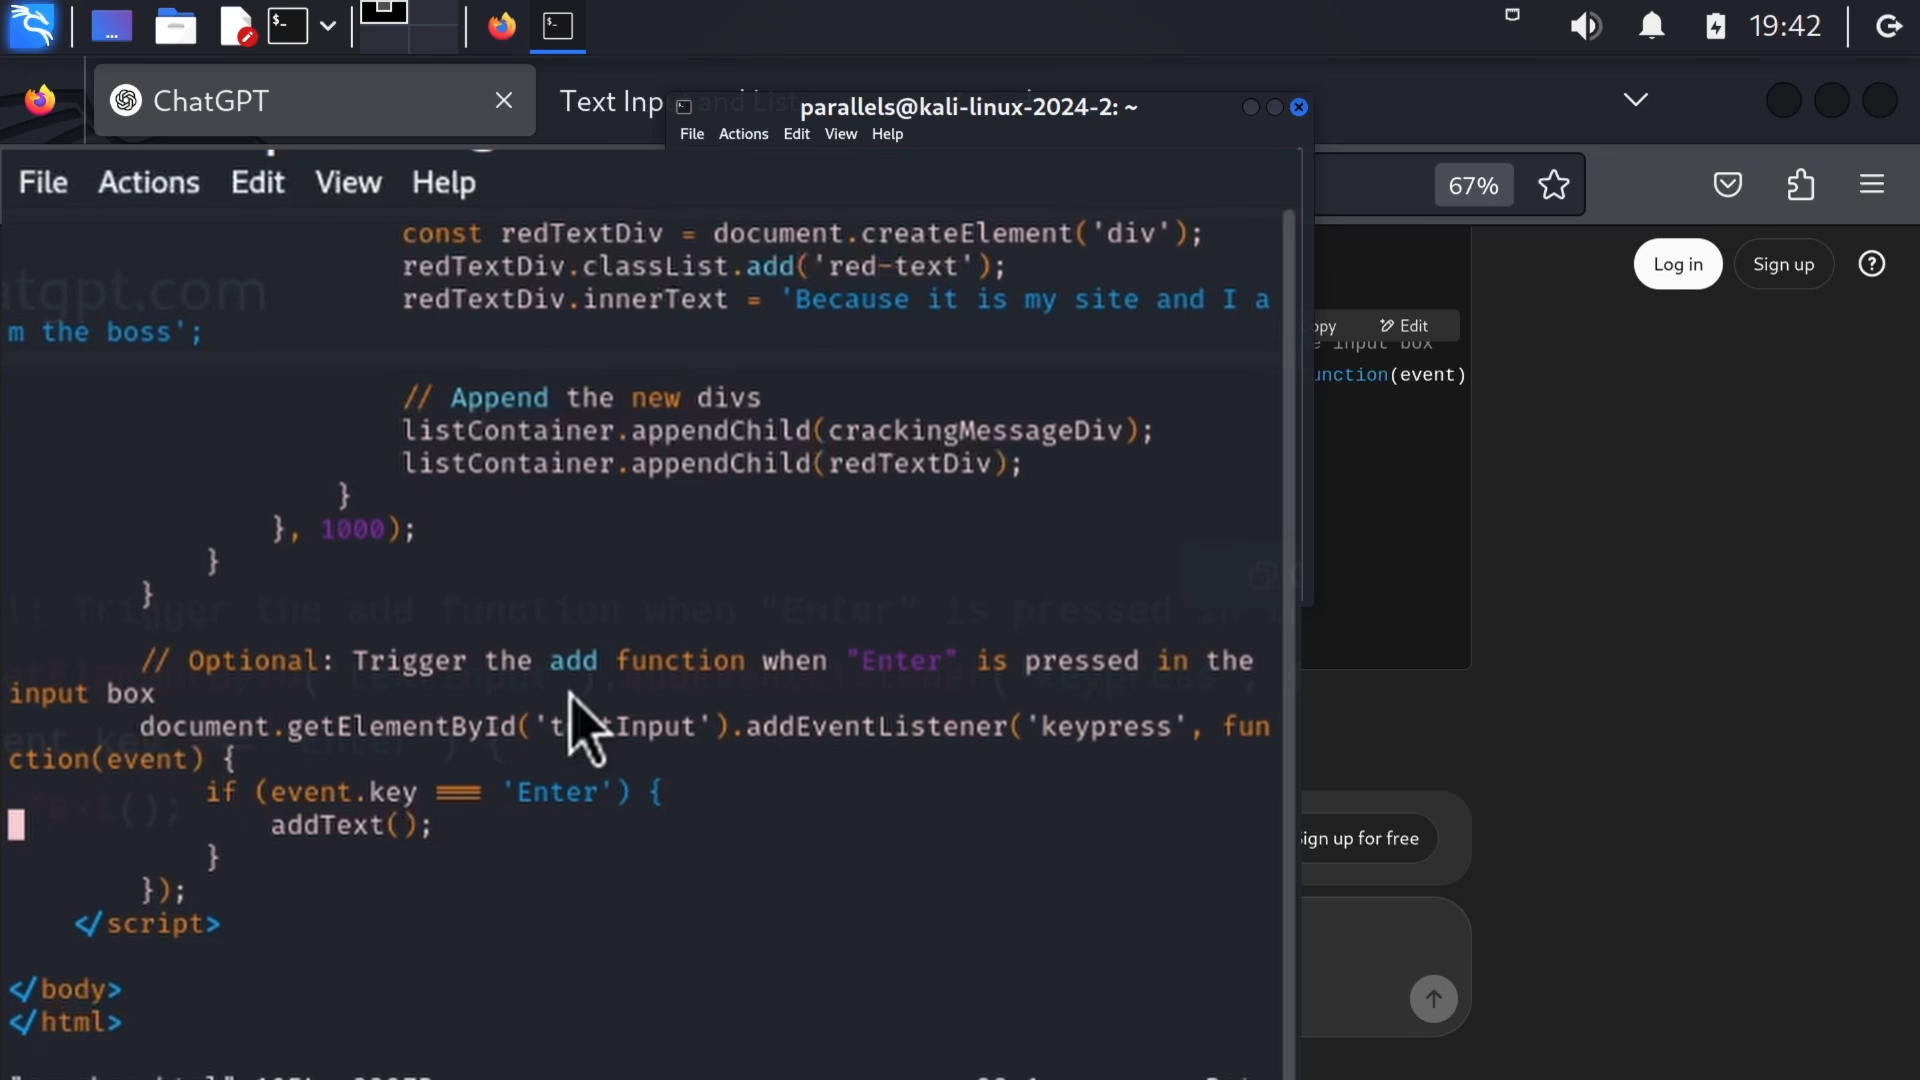 19:42
ChatGPT
Text Inp
parallels@kali-linux-2024-2: ~
File Actions Edit View Help
67%
File Actions Edit View Help
const redTextDiv = document.createElement('div');
redTextDiv.classList.add('red-text');
redTextDiv.innerText = 'Because it is my site and I a
m the boss';
// Append the new divs
listContainer.appendChild(crackingMessageDiv);
listContainer.appendChild(redTextDiv);
}
}, 1000);
}
}
// Optional: Trigger the add function when "Enter" is pressed in the
input box
document.getElementById('t tInput').addEventListener('keypress', fun
ction(event) {
if (event.key === 'Enter') {
addText();
}
});
</script>
</body>
</html>
Log in
Sign up
opy
Edit
input box
unction(event)
ign up for free